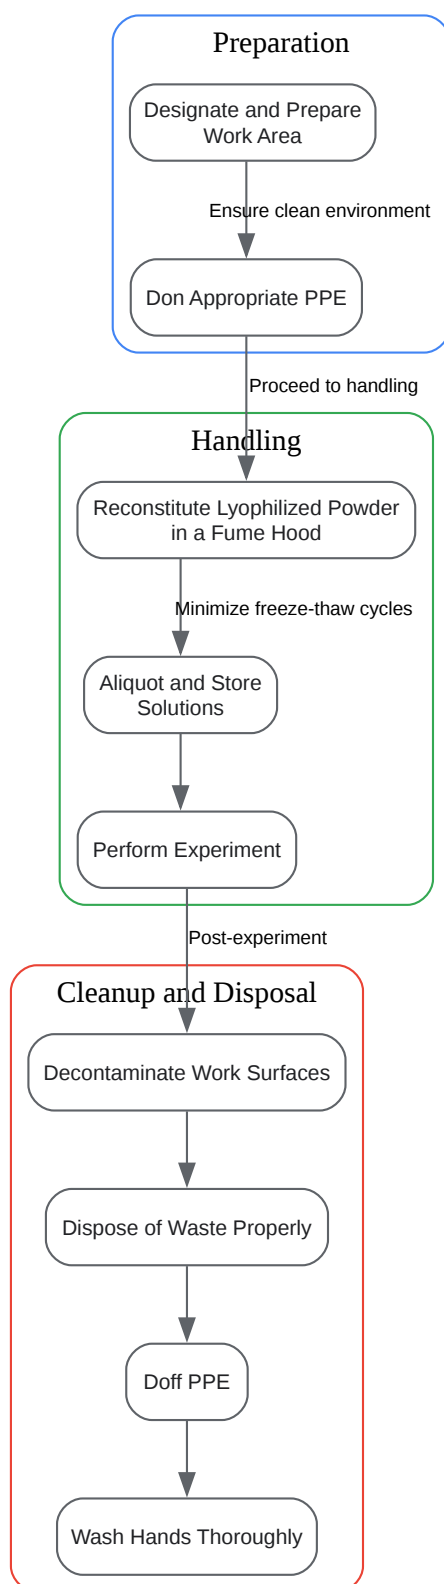 Preparation
Designate and Prepare
Work Area
Ensure clean environment
Don Appropriate PPE
Proceed to handling
Handling
Reconstitute Lyophilized Powder
in a Fume Hood
Minimize freeze-thaw cycles
Aliquot and Store
Solutions
Perform Experiment
Post-experiment
Cleanup and Disposal
Decontaminate Work Surfaces
Dispose of Waste Properly
Doff PPE
Wash Hands Thoroughly